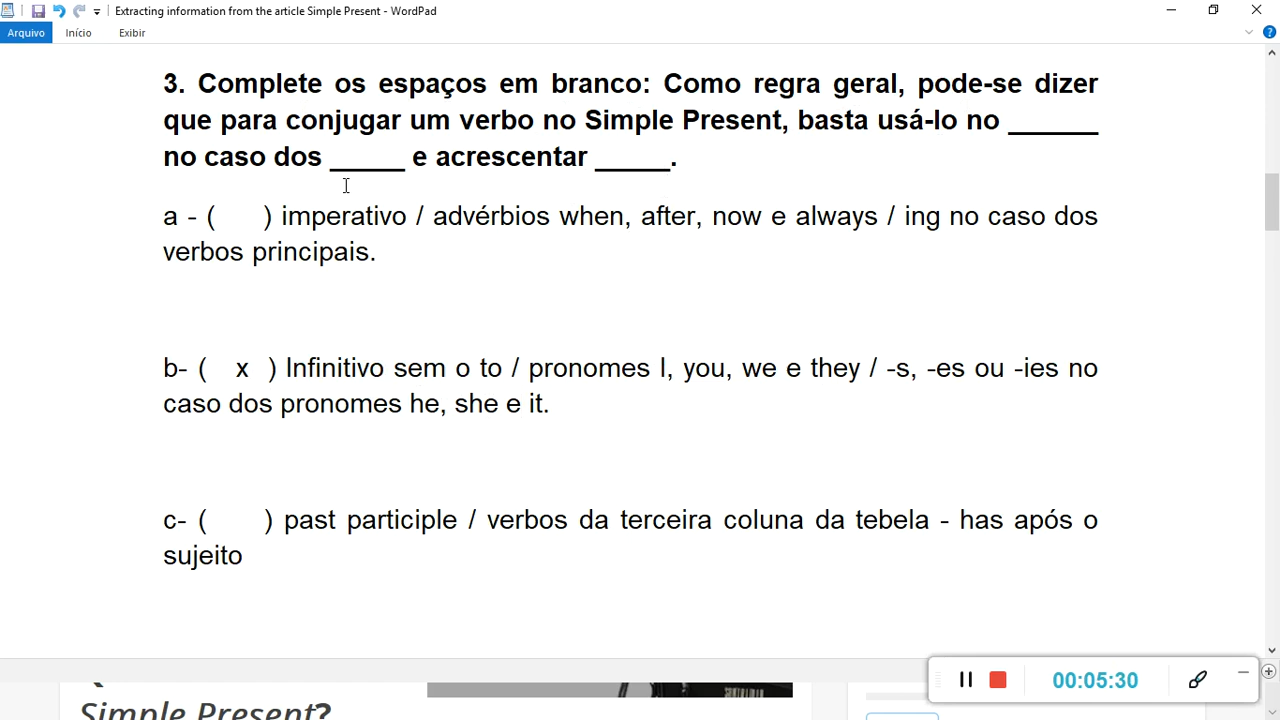 Extracting information from the article Simple Present - WordPad
Arquivo Início Exibir
3. Complete os espaços em branco: Como regra geral, pode-se dizer
que para conjugar um verbo no Simple Present, basta usá-lo no ______
no caso dos _____ e acrescentar _____.
a - ( ) imperativo / advérbios when, after, now e always / ing no caso dos
verbos principais.
b- ( x ) Infinitivo sem o to / pronomes I, you, we e they / -s, -es ou -ies no
caso dos pronomes he, she e it.
c- ( ) past participle / verbos da terceira coluna da tebela - has após o
sujeito
00:05:30
Simple Present?